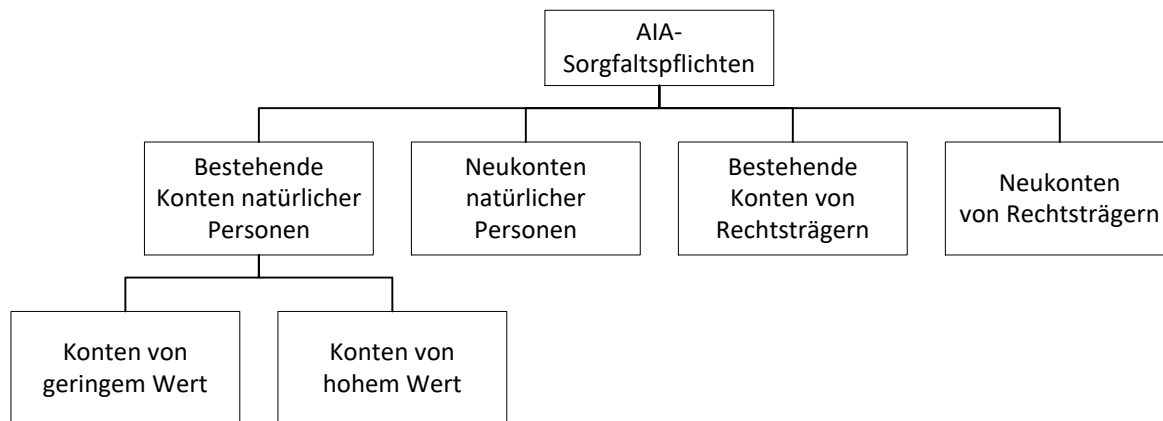 AIA-
Sorgfaltspflichten
Bestehende
Konten natürlicher
Personen
Neukonten
natürlicher
Personen
Bestehende
Konten von
Rechtsträgern
Neukonten
von Rechtsträgern
Konten von
geringem Wert
Konten von
hohem Wert